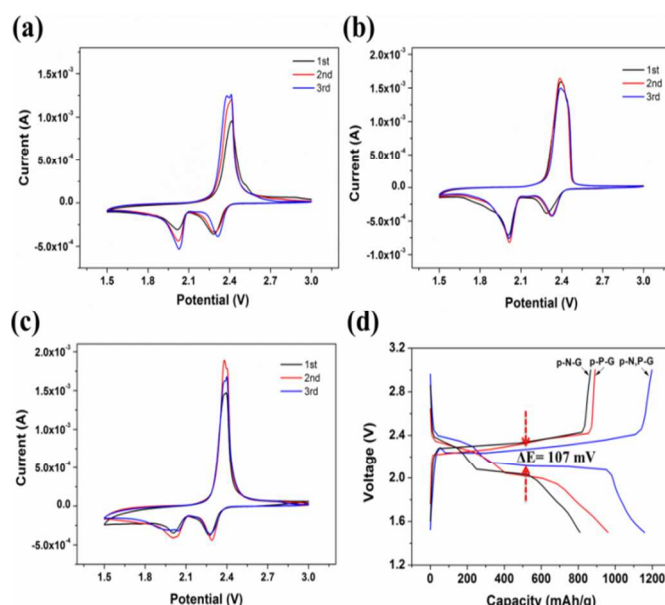 (a)
1.5x10⁻³
1.0x10⁻³
5.0x10⁻⁴
0.0
-5.0x10⁻⁴
Current (A)
1st
2nd
3rd
1.5 1.8 2.1 2.4 2.7 3.0
Potential (V)
(b)
2.0x10⁻³
1.5x10⁻³
1.0x10⁻³
5.0x10⁻⁴
0.0
-5.0x10⁻⁴
-1.0x10⁻³
Current (A)
1st
2nd
3rd
1.5 1.8 2.1 2.4 2.7 3.0
Potential (V)
(c)
2.0x10⁻³
1.5x10⁻³
1.0x10⁻³
5.0x10⁻⁴
0.0
-5.0x10⁻⁴
Current (A)
1st
2nd
3rd
1.5 1.8 2.1 2.4 2.7 3.0
Potential (V)
(d)
3.2
2.8
2.4
2.0
1.6
1.2
Voltage (V)
p-N-G p-P-G p-N,P-G
ΔE= 107 mV
0 200 400 600 800 1000 1200
Capacity (mAh/g)